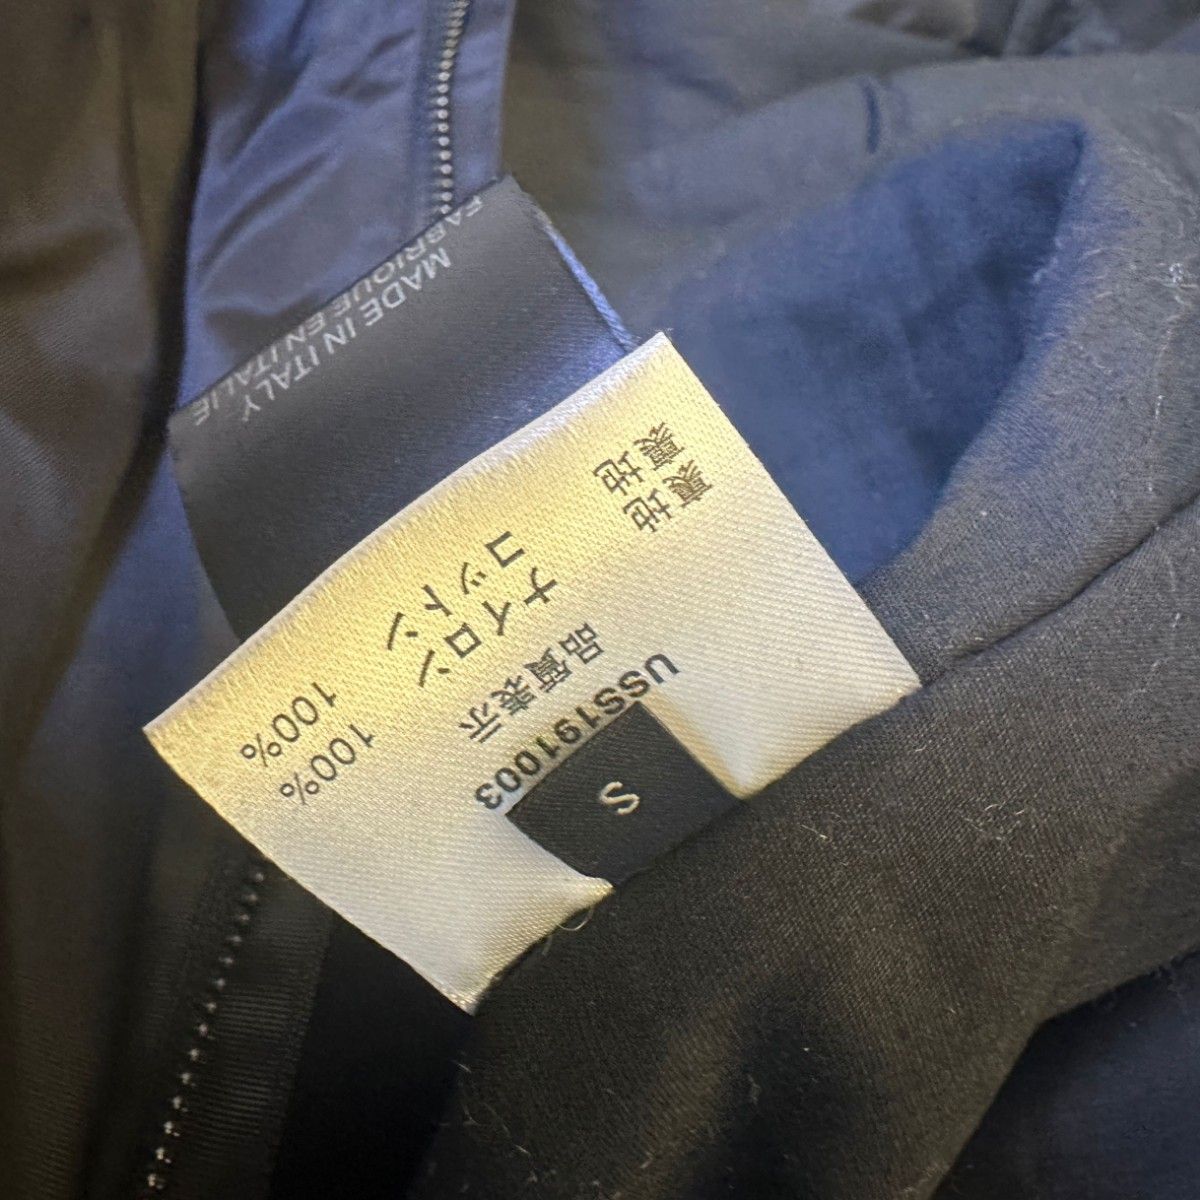 S
USS191003
品質表示
裏地 ナイロン 100%
裏地 コットン 100%
MADE IN ITALY
FABRIQUE EN ITALIE